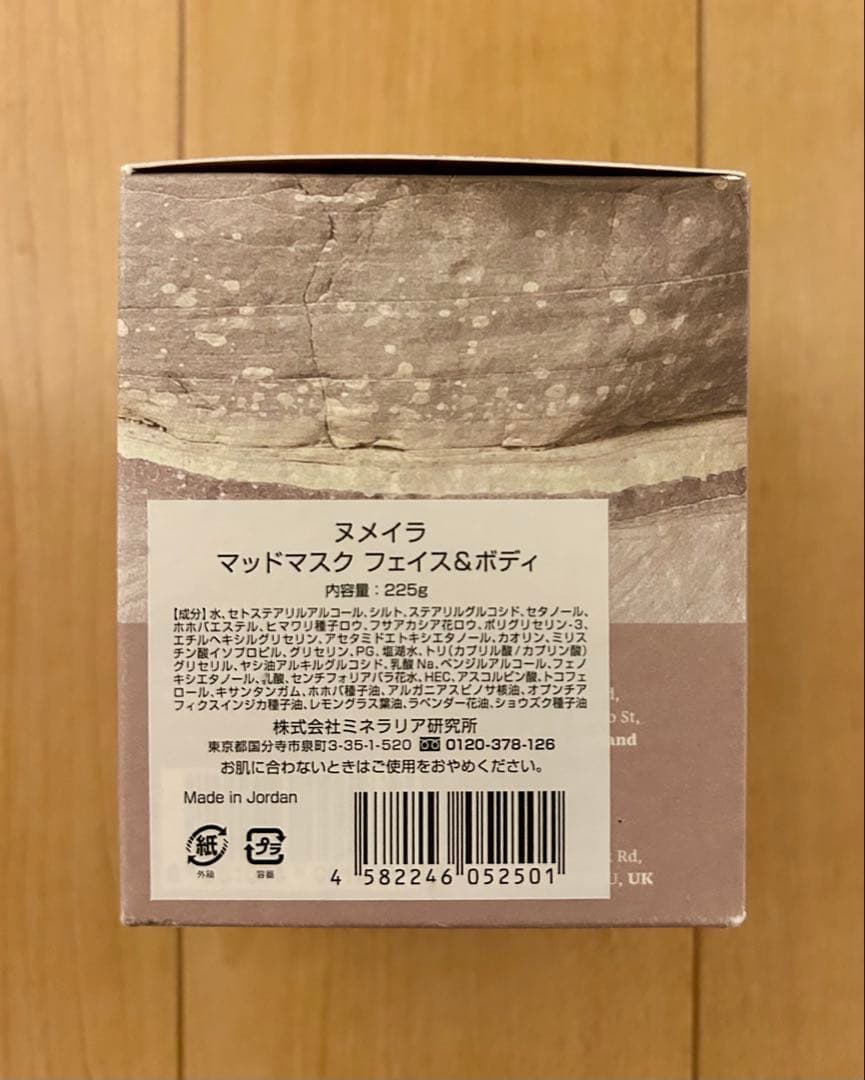 ヌメイラ
マッドマスク フェイス&ボディ
内容量：225g
【成分】水、セトステアリルアルコール、シルト、ステアリルグルコシド、セタノール、
ホホバエステル、ヒマワリ種子ロウ、フサアカシア花ロウ、ポリグリセリン-3、
エチルヘキシルグリセリン、アセタミドエトキシエタノール、カオリン、ミリス
チン酸イソプロピル、グリセリン、PG、塩湖水、トリ(カプリル酸/カプリン酸)
グリセリル、ヤシ油アルキルグルコシド、乳酸Na、ベンジルアルコール、フェノ
キシエタノール、乳酸、センチフォリアバラ花水、HEC、アスコルビン酸、トコフェ
ロール、キサンタンガム、ホホバ種子油、アルガニアスピノサ核油、オプンチア
フィクスインジカ種子油、レモングラス葉油、ラベンダー花油、ショウズク種子油
株式会社ミネラリア研究所
東京都国分寺市泉町3-35-1-520 0120-378-126
お肌に合わないときはご使用をおやめください。
Made in Jordan
紙
外箱
プラ
容器
4 582246 052501
d,
o St,
and
Rd,
U, UK